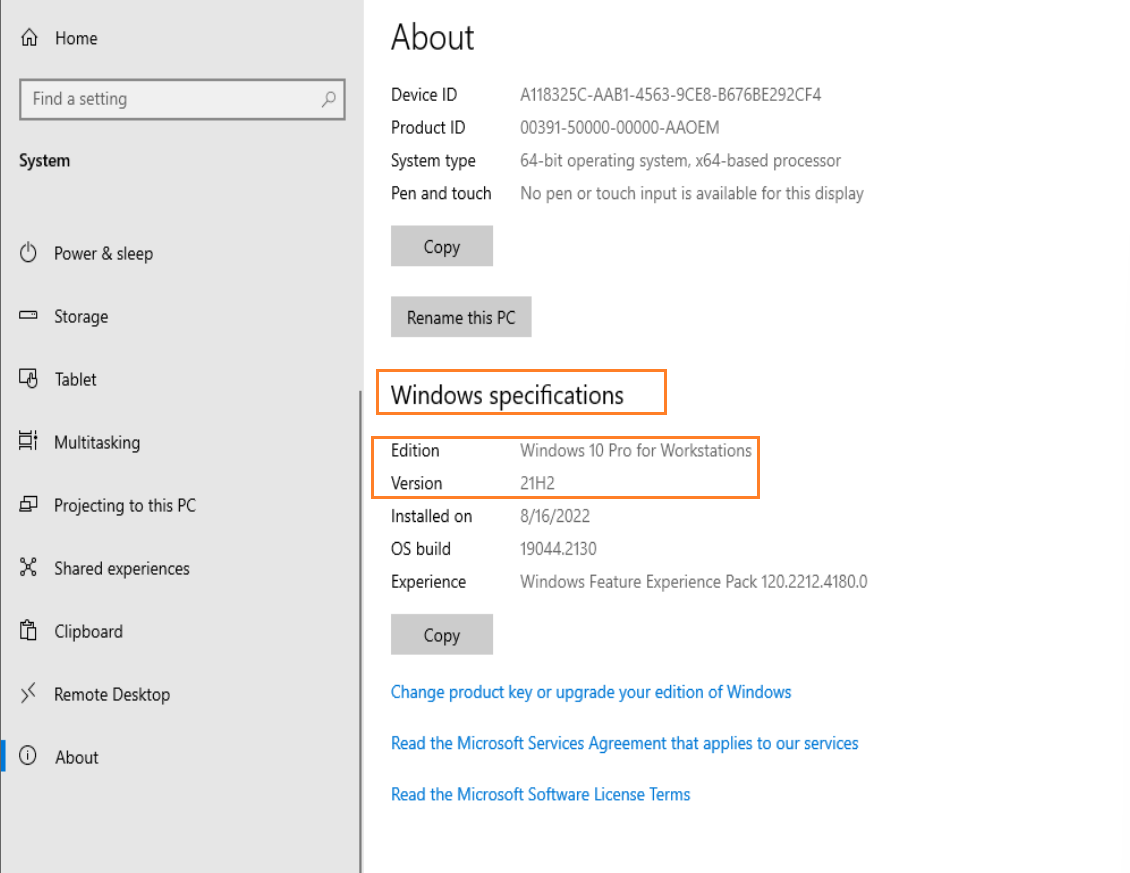 Home
Find a setting
System
Power & sleep
Storage
Tablet
Multitasking
Projecting to this PC
Shared experiences
Clipboard
Remote Desktop
About
About
Device ID A118325C-AAB1-4563-9CE8-B676BE292CF4
Product ID 00391-50000-00000-AAOEM
System type 64-bit operating system, x64-based processor
Pen and touch No pen or touch input is available for this display
Copy
Rename this PC
Windows specifications
Edition Windows 10 Pro for Workstations
Version 21H2
Installed on 8/16/2022
OS build 19044.2130
Experience Windows Feature Experience Pack 120.2212.4180.0
Copy
Change product key or upgrade your edition of Windows
Read the Microsoft Services Agreement that applies to our services
Read the Microsoft Software License Terms